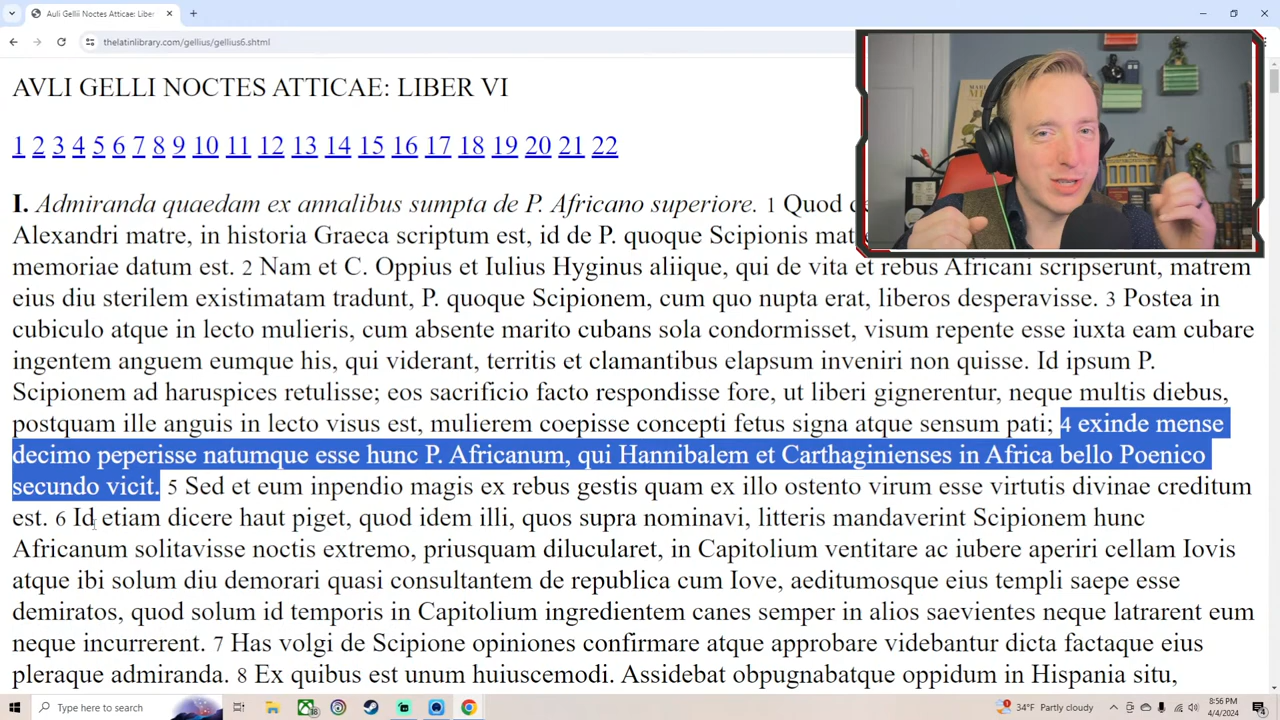 Auli Gellii Noctes Atticae: Liber
thelatinlibrary.com/gellius/gellius6.shtml
AVLI GELLI NOCTES ATTICAE: LIBER VI
1 2 3 4 5 6 7 8 9 10 11 12 13 14 15 16 17 18 19 20 21 22
I. Admiranda quaedam ex annalibus sumpta de P. Africano superiore. 1 Quod
Alexandri matre, in historia Graeca scriptum est, id de P. quoque Scipionis
memoriae datum est. 2 Nam et C. Oppius et Iulius Hyginus aliique, qui de vita et rebus Africani scripserunt, matrem
eius diu sterilem existimatam tradunt, P. quoque Scipionem, cum quo nupta erat, liberos desperavisse. 3 Postea in
cubiculo atque in lecto mulieris, cum absente marito cubans sola condormisset, visum repente esse iuxta eam cubare
ingentem anguem eumque his, qui viderant, territis et clamantibus elapsum inveniri non quisse. Id ipsum P.
Scipionem ad haruspices retulisse; eos sacrificio facto respondisse fore, ut liberi gignerentur, neque multis diebus,
postquam ille anguis in lecto visus est, mulierem coepisse concepti fetus signa atque sensum pati; 4 exinde mense
decimo peperisse natumque esse hunc P. Africanum, qui Hannibalem et Carthaginienses in Africa bello Poenico
secundo vicit. 5 Sed et eum inpendio magis ex rebus gestis quam ex illo ostento virum esse virtutis divinae creditum
est. 6 Id etiam dicere haut piget, quod idem illi, quos supra nominavi, litteris mandaverint Scipionem hunc
Africanum solitavisse noctis extremo, priusquam dilucularet, in Capitolium ventitare ac iubere aperiri cellam Iovis
atque ibi solum diu demorari quasi consultantem de republica cum Iove, aeditumosque eius templi saepe esse
demiratos, quod solum id temporis in Capitolium ingredientem canes semper in alios saevientes neque latrarent eum
neque incurrerent. 7 Has volgi de Scipione opiniones confirmare atque approbare videbantur dicta factaque eius
pleraque admiranda. 8 Ex quibus est unum huiuscemodi. Assidebat obpugnabatque oppidum in Hispania situ,
Type here to search
34°F Partly cloudy
8:56 PM
4/4/2024